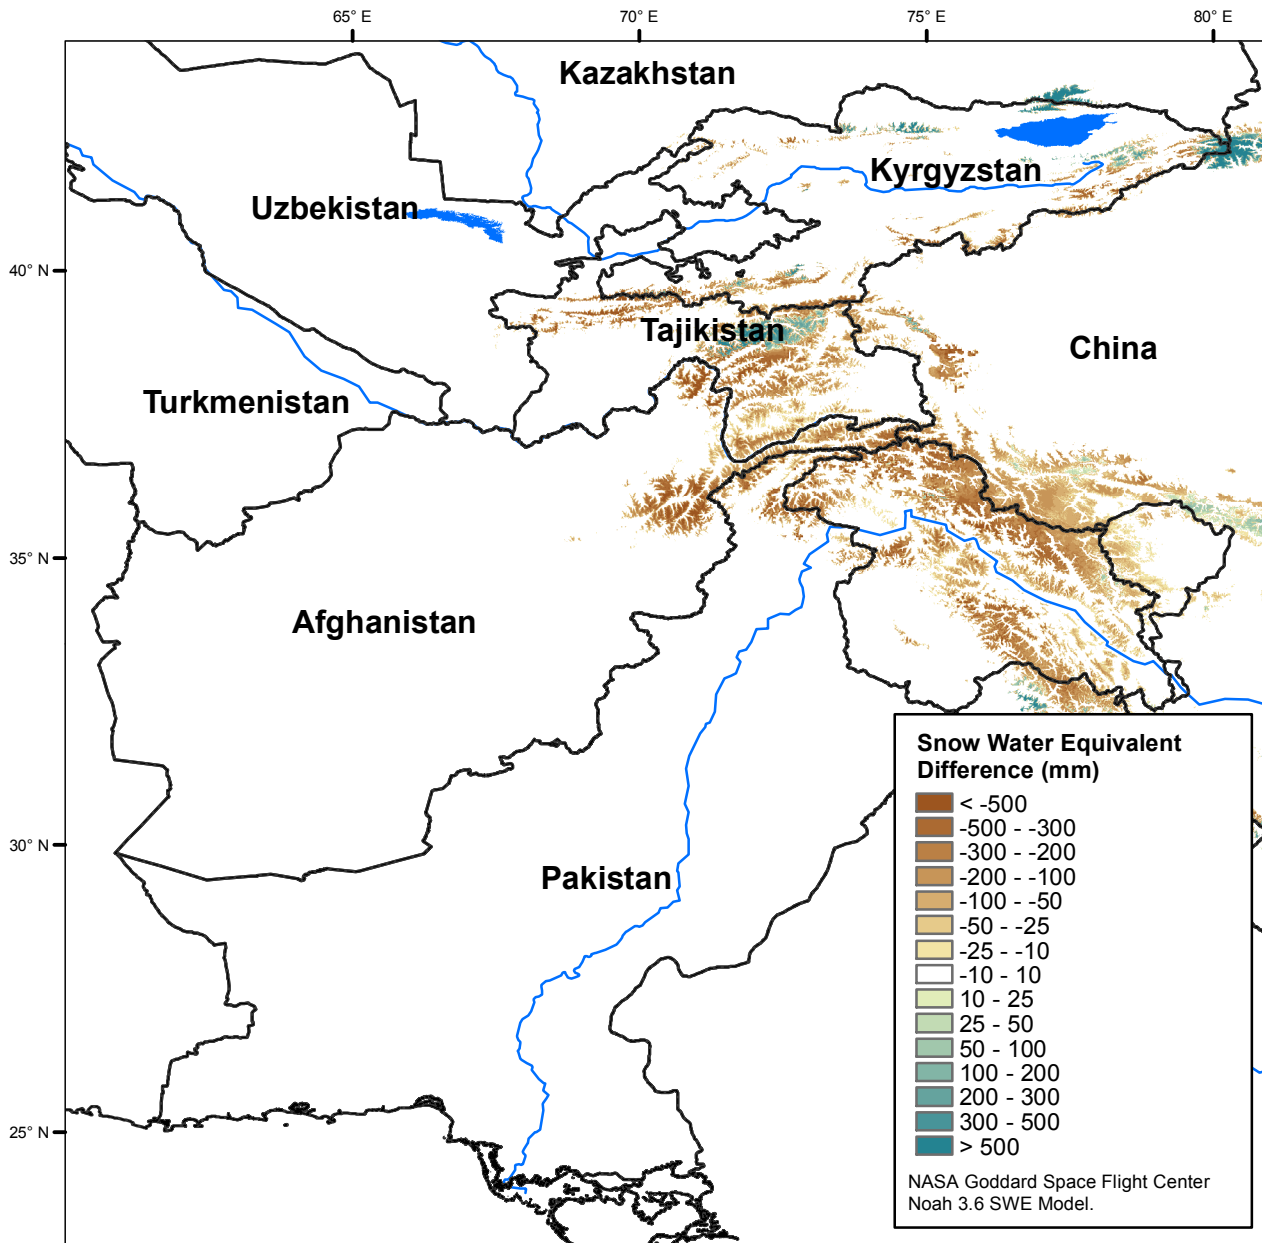 65° E
70° E
75° E
80° E
Kazakhstan
Kyrgyzstan
Uzbekistan
40° N
Tajikistan
China
Turkmenistan
35° N
Afghanistan
30° N
Pakistan
25° N
Snow Water Equivalent
Difference (mm)
< -500
-500 - -300
-300 - -200
-200 - -100
-100 - -50
-50 - -25
-25 - -10
-10 - 10
10 - 25
25 - 50
50 - 100
100 - 200
200 - 300
300 - 500
> 500
NASA Goddard Space Flight Center
Noah 3.6 SWE Model.